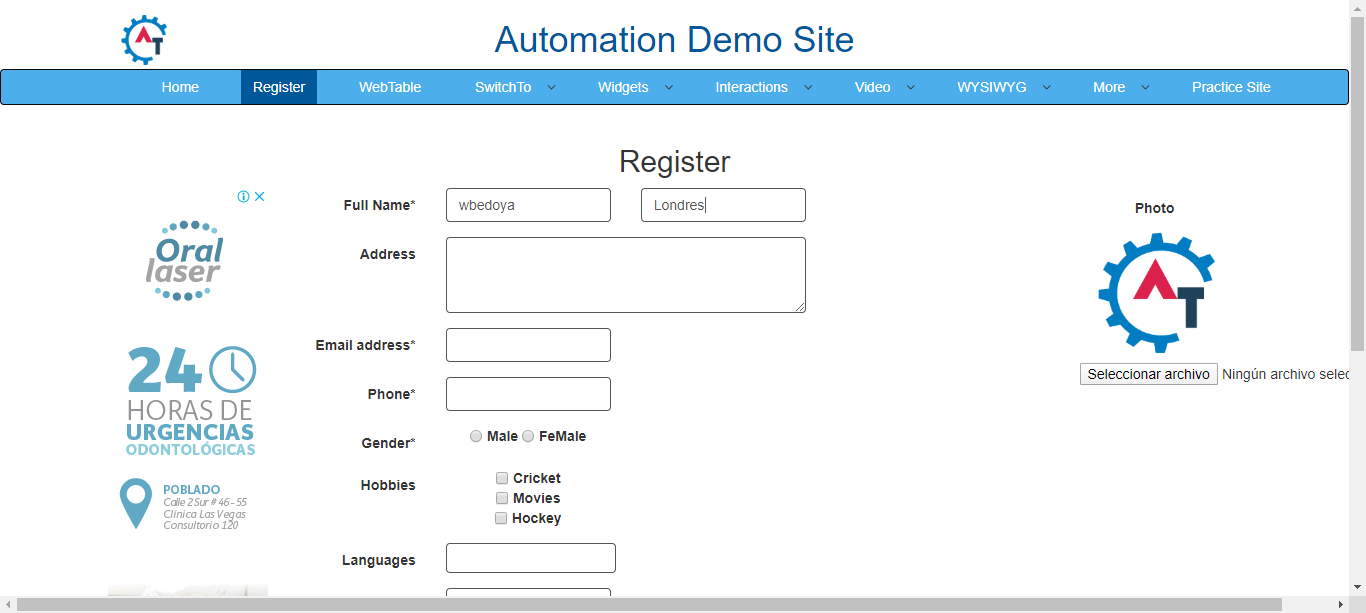 AT
Automation Demo Site
Home Register WebTable SwitchTo Widgets Interactions Video WYSIWYG More Practice Site
Register
Full Name*
wbedoya
Londres
Address
Email address*
Phone*
Gender*
Male FeMale
Hobbies
Cricket
Movies
Hockey
Languages
Photo
AT
Seleccionar archivo Ningún archivo selec
Oral
laser
24
HORAS DE
URGENCIAS
ODONTOLÓGICAS
POBLADO
Calle 2 Sur # 46 - 55
Clínica Las Vegas
Consultorio 120